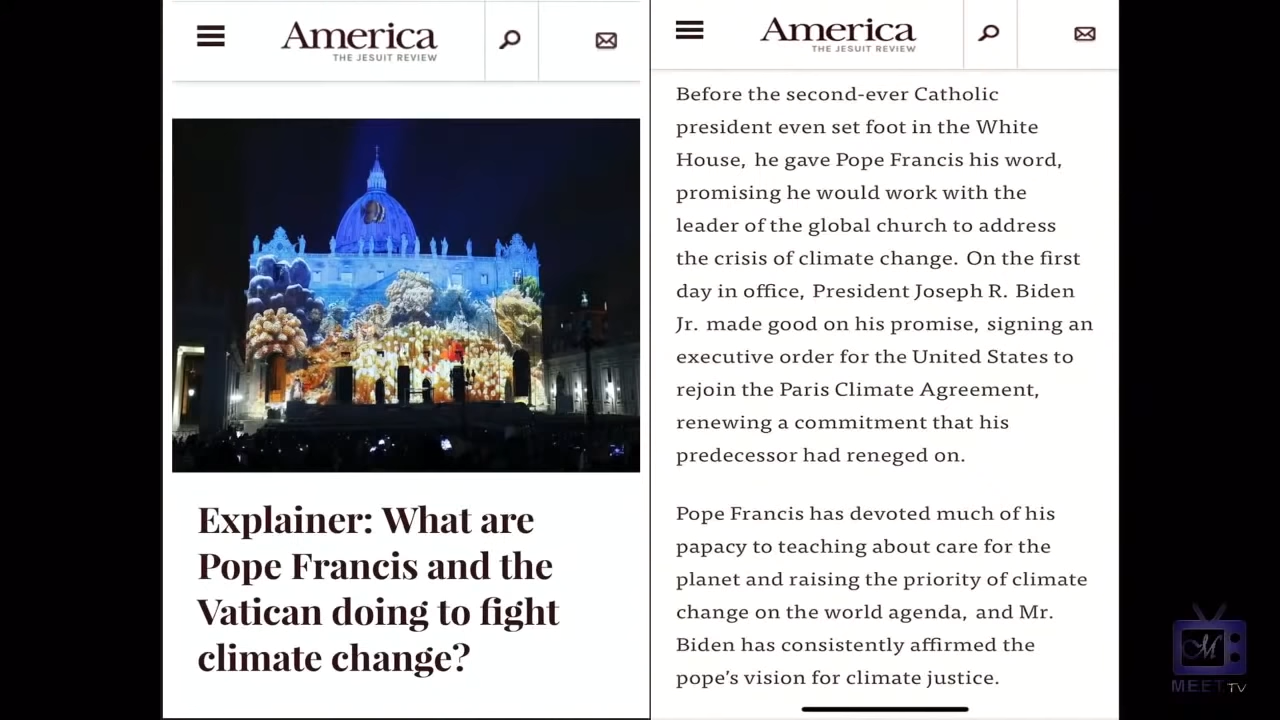 America
THE JESUIT REVIEW
Explainer: What are
Pope Francis and the
Vatican doing to fight
climate change?
America
THE JESUIT REVIEW
Before the second-ever Catholic
president even set foot in the White
House, he gave Pope Francis his word,
promising he would work with the
leader of the global church to address
the crisis of climate change. On the first
day in office, President Joseph R. Biden
Jr. made good on his promise, signing an
executive order for the United States to
rejoin the Paris Climate Agreement,
renewing a commitment that his
predecessor had reneged on.
Pope Francis has devoted much of his
papacy to teaching about care for the
planet and raising the priority of climate
change on the world agenda, and Mr.
Biden has consistently affirmed the
pope's vision for climate justice.
M
MEET TV